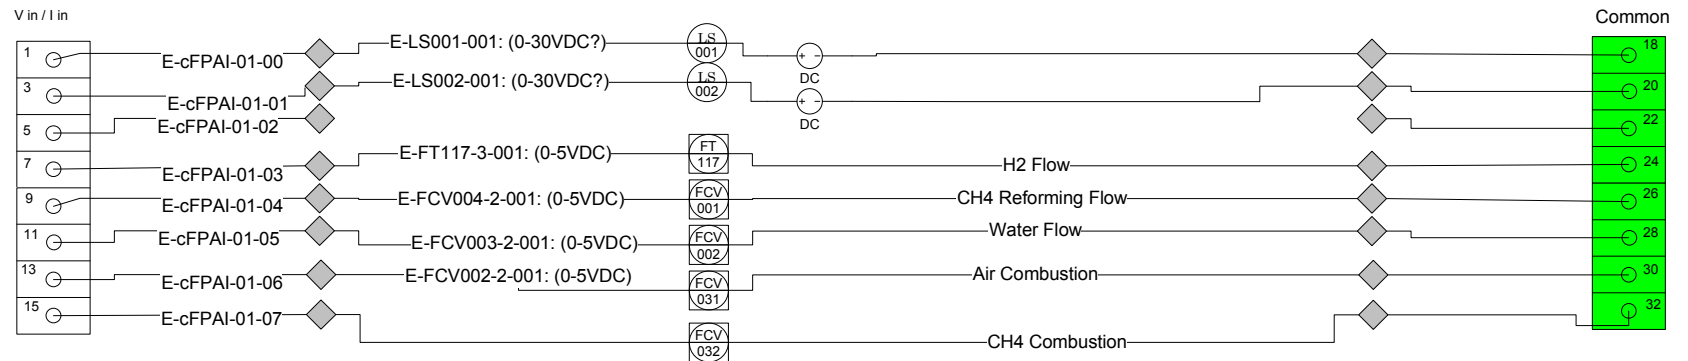 V in / I in
Common
1
E-cFPAI-01-00
E-LS001-001: (0-30VDC?)
LS
001
+ -
DC
18
3
E-cFPAI-01-01
E-LS002-001: (0-30VDC?)
LS
002
+ -
DC
20
5
E-cFPAI-01-02
22
7
E-cFPAI-01-03
E-FT117-3-001: (0-5VDC)
FT
117
H2 Flow
24
9
E-cFPAI-01-04
E-FCV004-2-001: (0-5VDC)
FCV
001
CH4 Reforming Flow
26
11
E-cFPAI-01-05
E-FCV003-2-001: (0-5VDC)
FCV
002
Water Flow
28
13
E-cFPAI-01-06
E-FCV002-2-001: (0-5VDC)
FCV
031
Air Combustion
30
15
E-cFPAI-01-07
FCV
032
CH4 Combustion
32